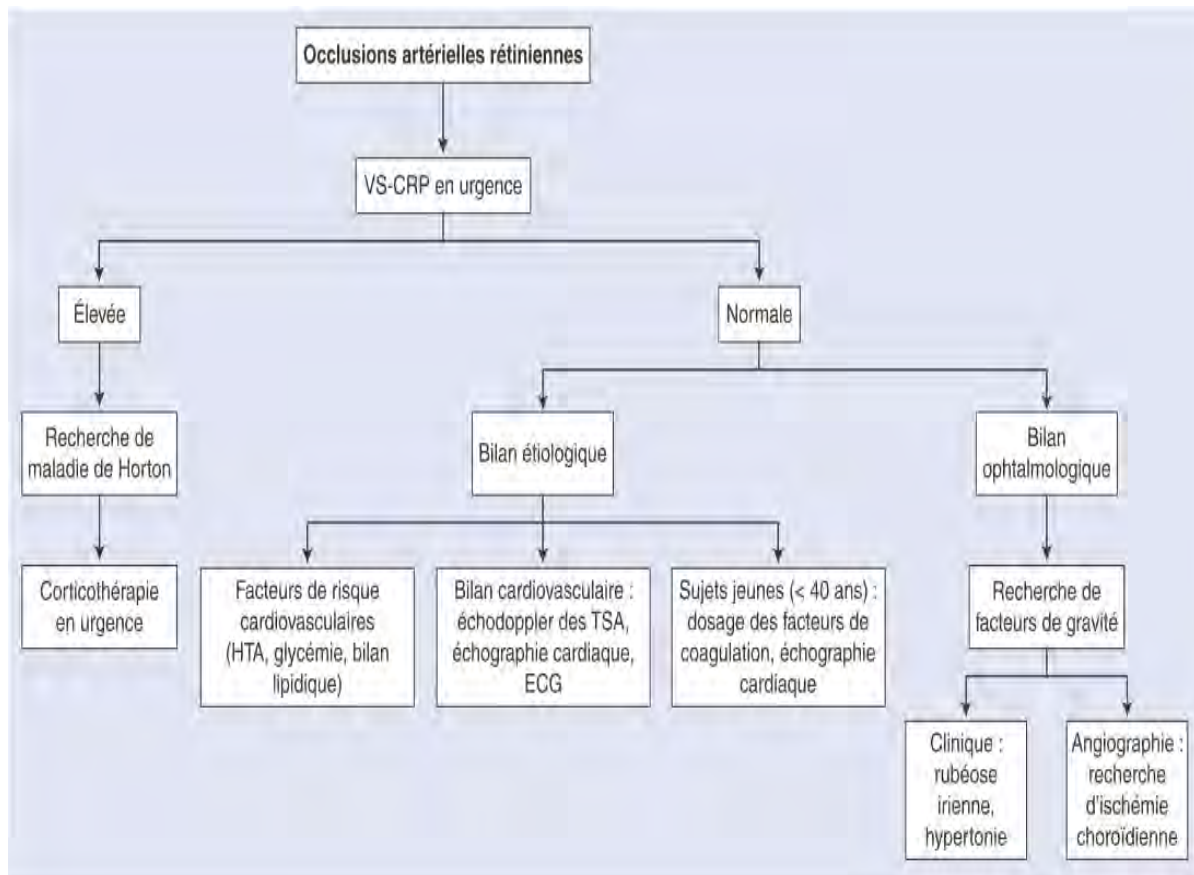 Occlusions artérielles rétiniennes
VS-CRP en urgence
Élevée
Normale
Recherche de
maladie de Horton
Bilan étiologique
Bilan
ophtalmologique
Corticothérapie
en urgence
Facteurs de risque
cardiovasculaires
(HTA, glycémie, bilan
lipidique)
Bilan cardiovasculaire :
échodoppler des TSA,
échographie cardiaque,
ECG
Sujets jeunes (< 40 ans) :
dosage des facteurs de
coagulation, échographie
cardiaque
Recherche de
facteurs de gravité
Clinique :
rubéose
irienne,
hypertonie
Angiographie :
recherche
d'ischémie
choroïdienne